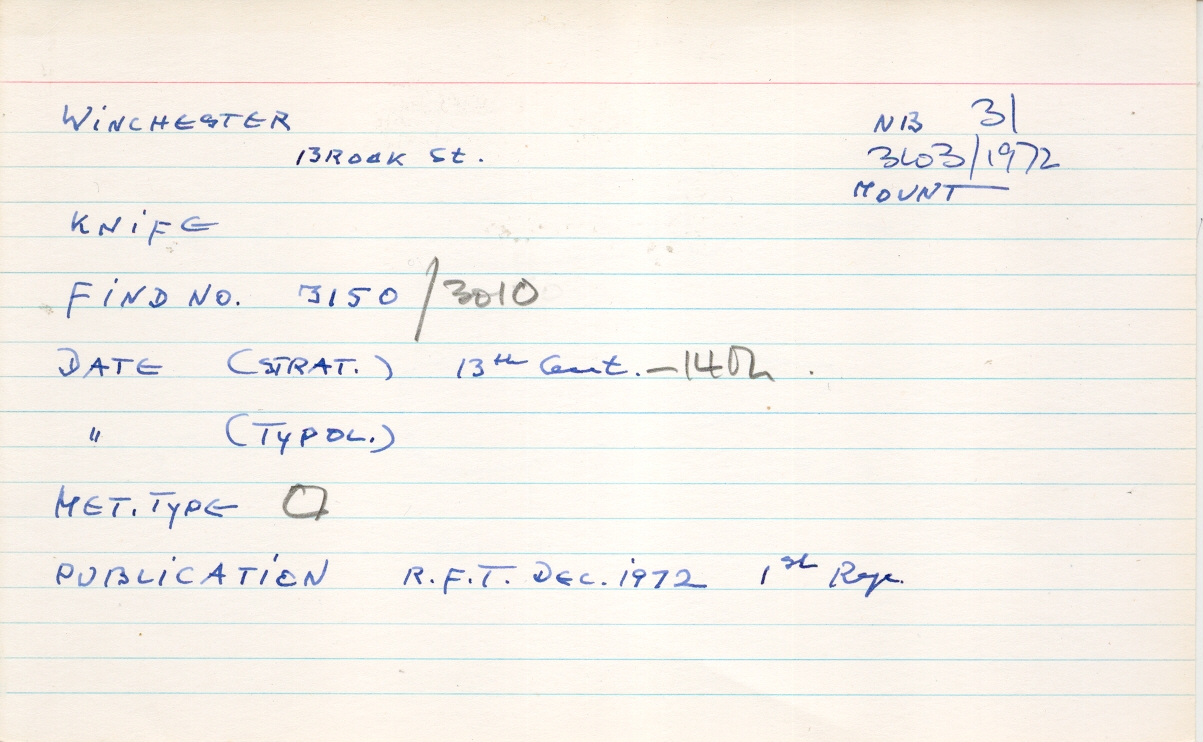 WINCHESTER
BROOK St.
NB 31
3603/1972
MOUNT
KNIFE
FIND NO. 3150 / 3010
DATE (STRAT.) 13th Cent. – 14th .
" (TYPOL.)
MET. TYPE
PUBLICATION R.F.T. DEC. 1972 1st Rep.